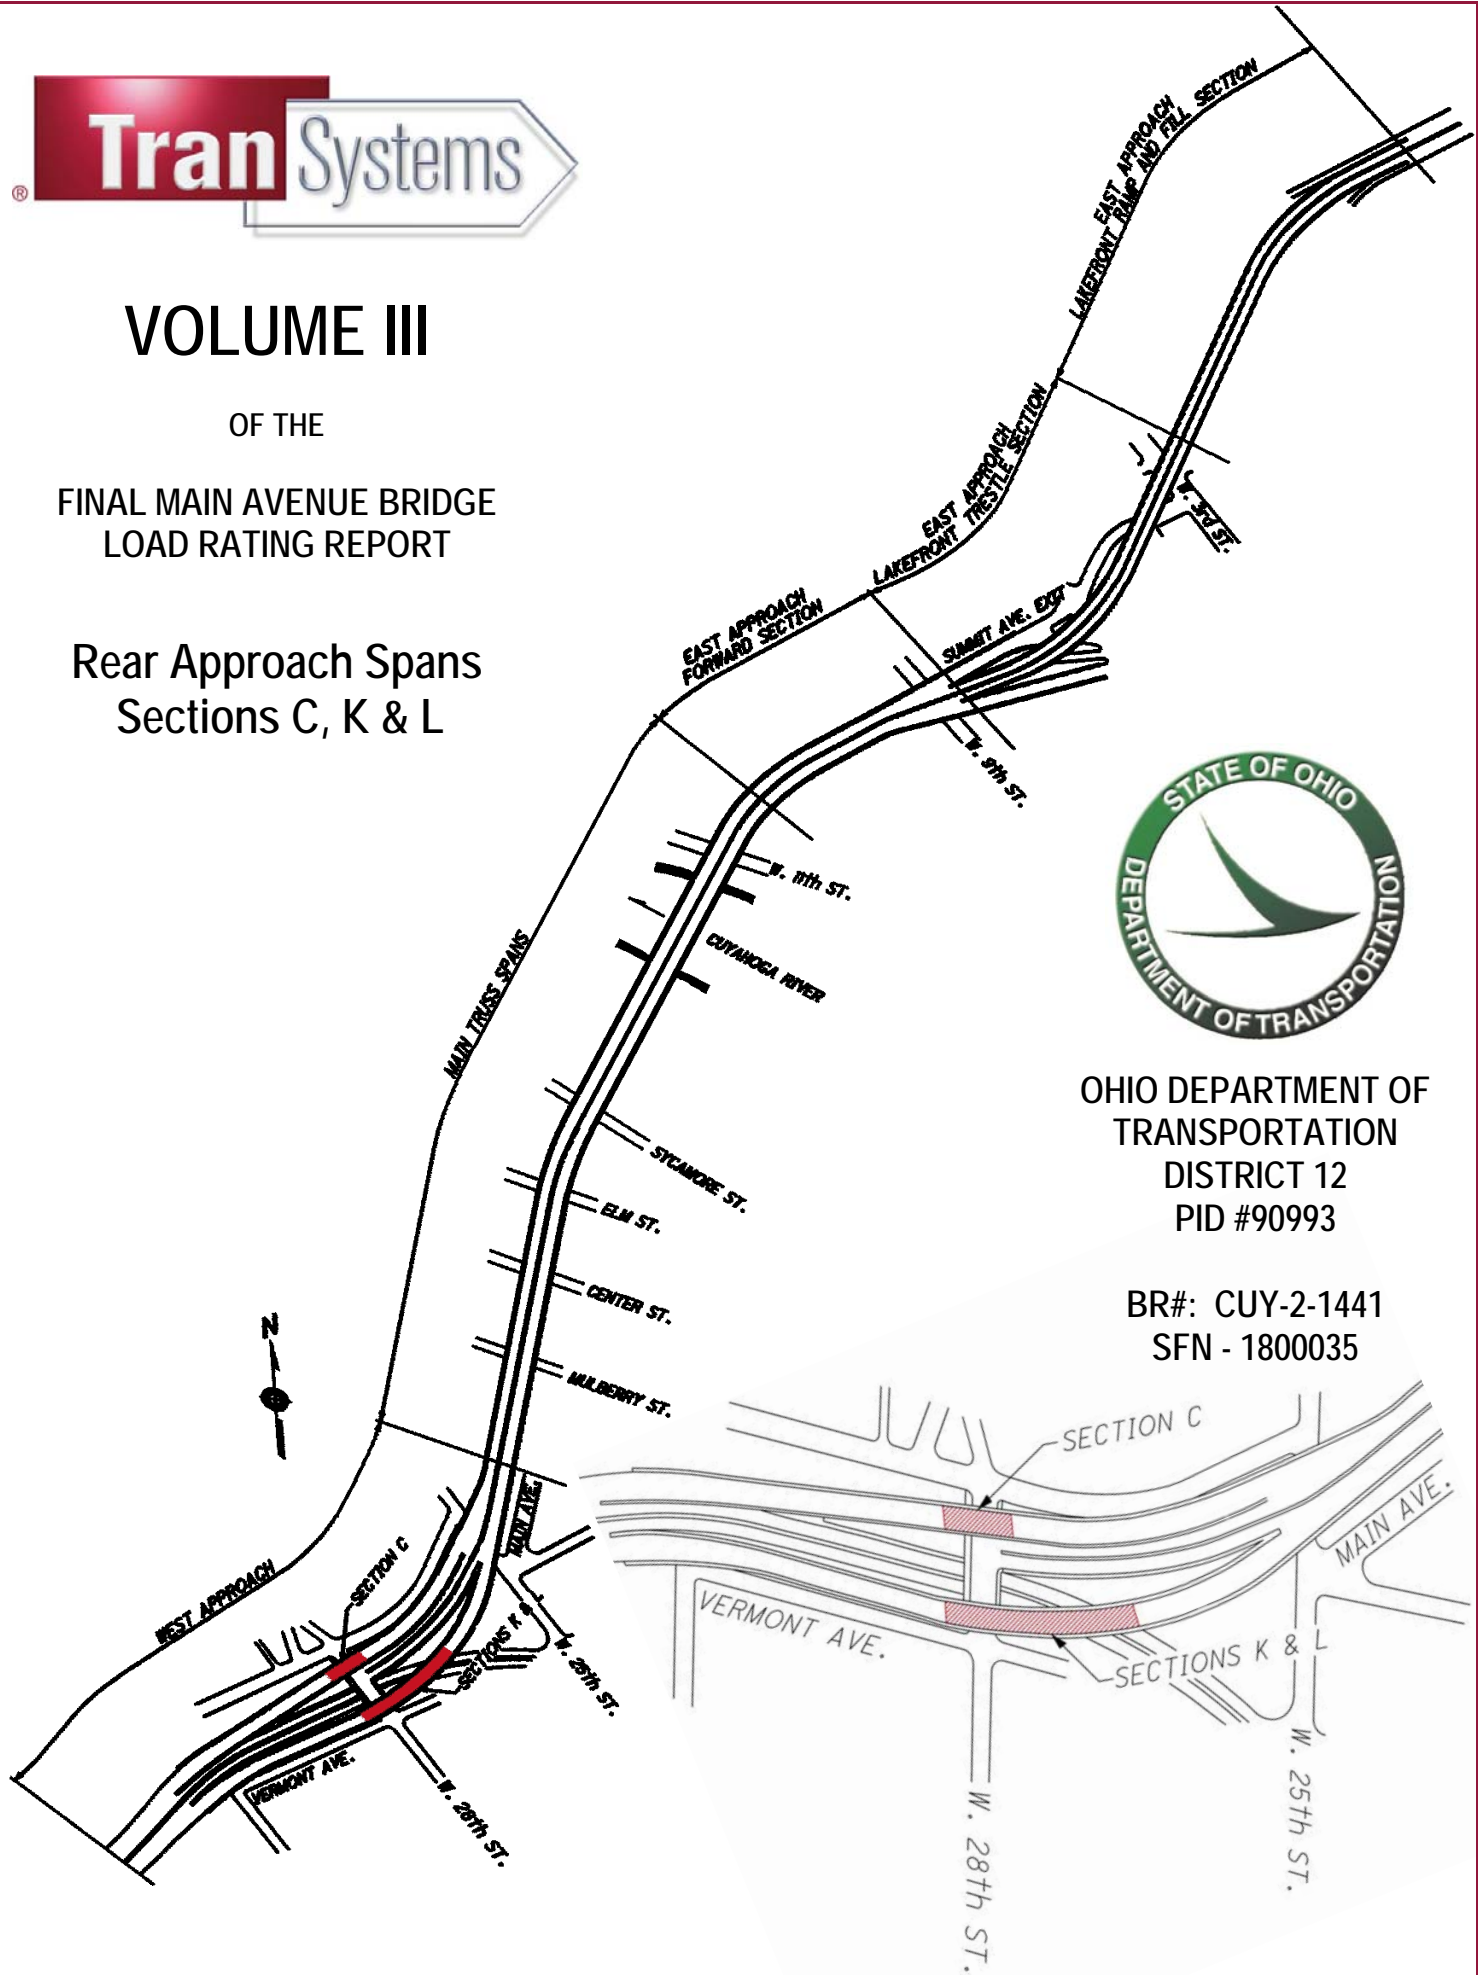 Tran Systems
®
VOLUME III
OF THE
FINAL MAIN AVENUE BRIDGE
LOAD RATING REPORT
Rear Approach Spans
Sections C, K & L
EAST APPROACH
LAKEFRONT RAMP AND
FILL SECTION
EAST APPROACH
LAKEFRONT TRESTLE SECTION
W. 3rd ST.
SUMMIT AVE. EXIT
EAST APPROACH
FORWARD SECTION
W. 9th ST.
W. 11th ST.
CUYAHOGA RIVER
MAIN TRUSS SPANS
SYCAMORE ST.
ELM ST.
CENTER ST.
MULBERRY ST.
N
MAIN AVE.
WEST APPROACH
SECTION C
SECTIONS K &
W. 25th ST.
VERMONT AVE.
W. 28th ST.
STATE OF OHIO
DEPARTMENT OF TRANSPORTATION
OHIO DEPARTMENT OF
TRANSPORTATION
DISTRICT 12
PID #90993
BR#: CUY-2-1441
SFN - 1800035
SECTION C
MAIN AVE.
VERMONT AVE.
SECTIONS K & L
W. 28th ST.
W. 25th ST.